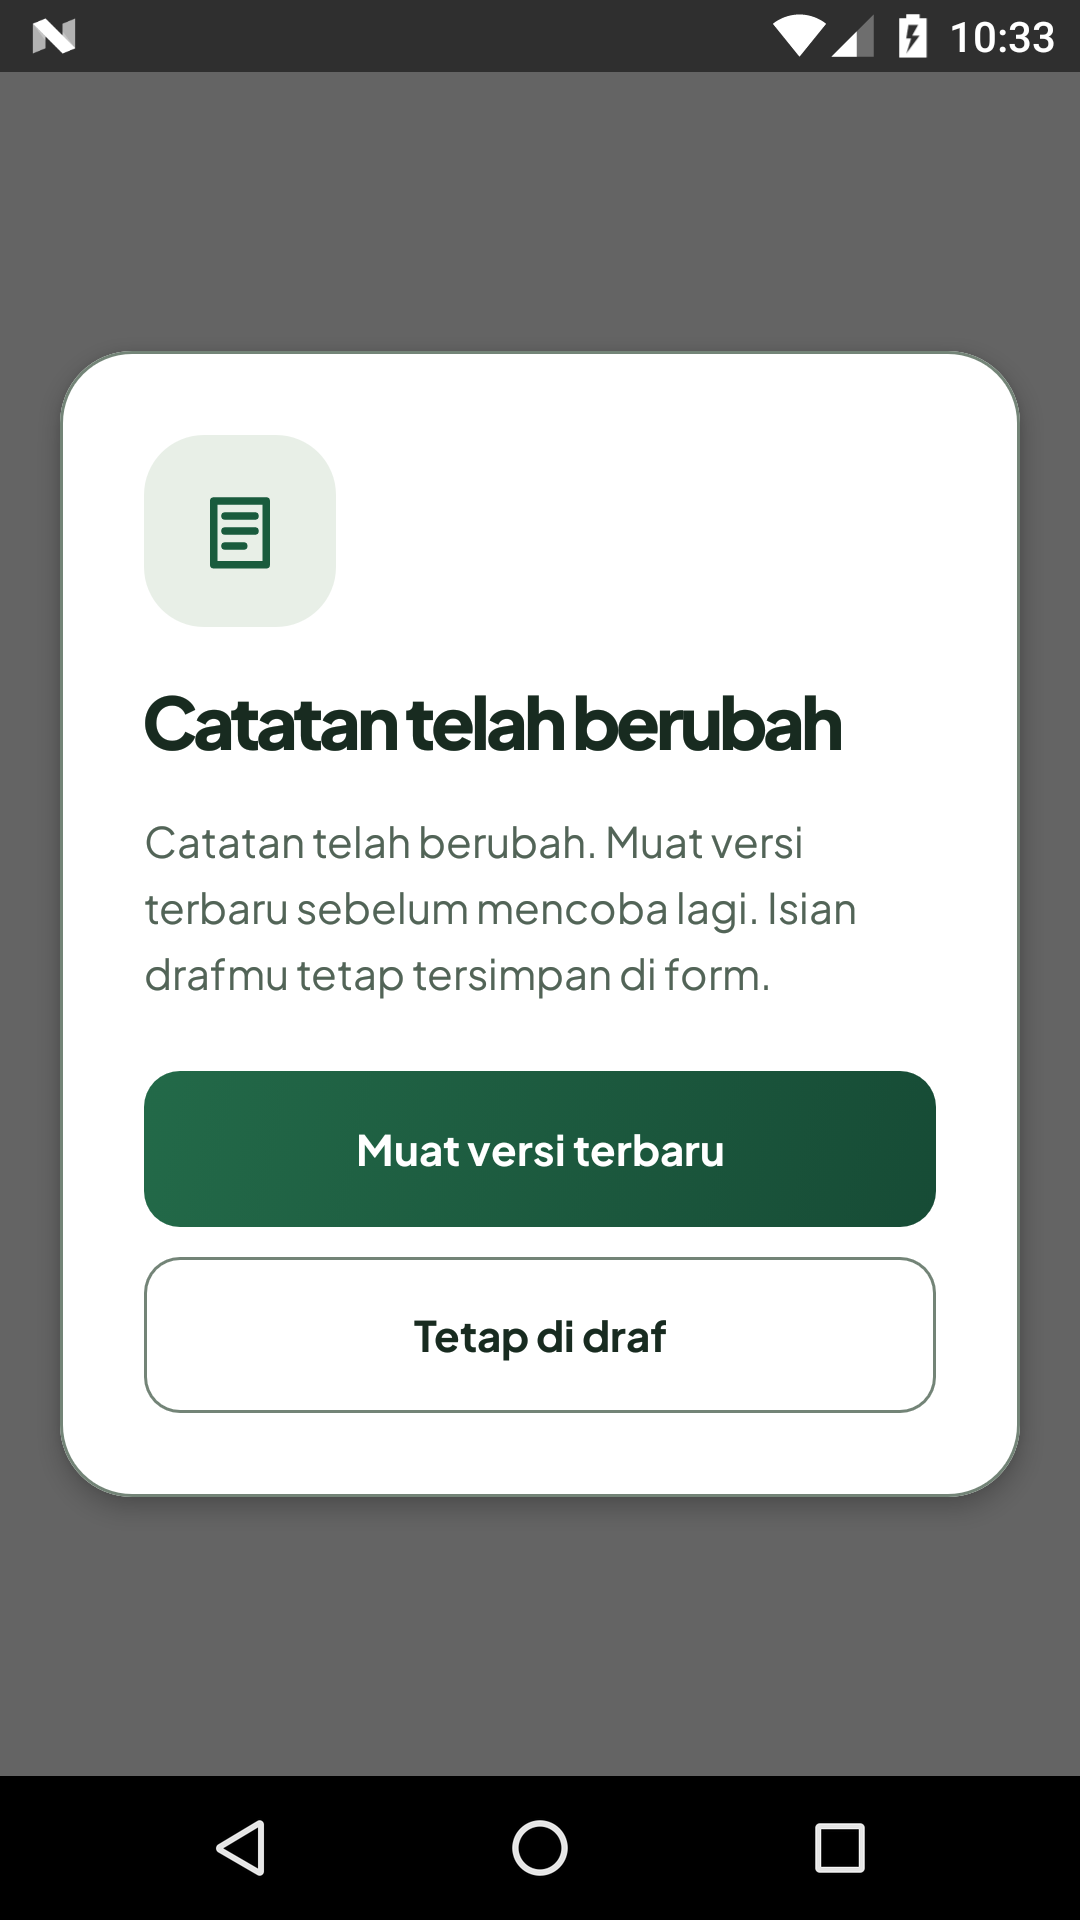 10:33
Catatan telah berubah
Catatan telah berubah. Muat versi
terbaru sebelum mencoba lagi. Isian
drafmu tetap tersimpan di form.
Muat versi terbaru
Tetap di draf